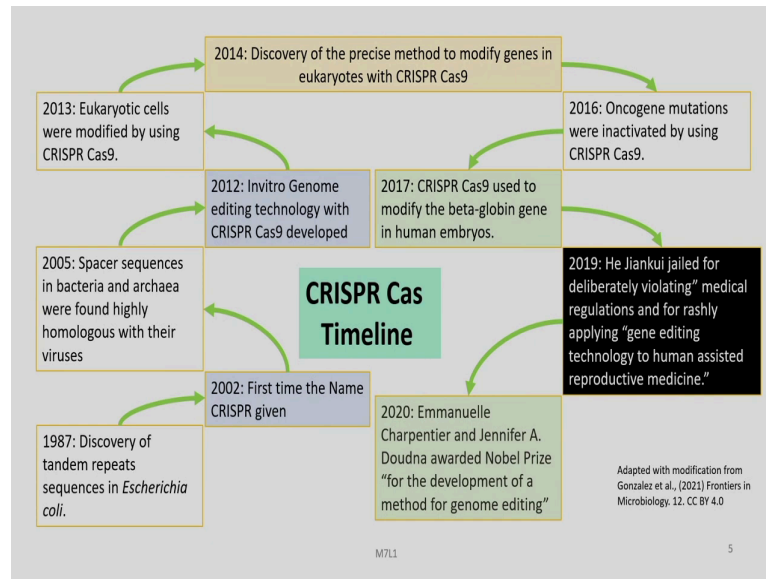 2014: Discovery of the precise method to modify genes in
eukaryotes with CRISPR Cas9
2013: Eukaryotic cells
were modified by using
CRISPR Cas9.
2016: Oncogene mutations
were inactivated by using
CRISPR Cas9.
2012: Invitro Genome
editing technology with
CRISPR Cas9 developed
2017: CRISPR Cas9 used to
modify the beta-globin gene
in human embryos.
2005: Spacer sequences
in bacteria and archaea
were found highly
homologous with their
viruses
CRISPR Cas
Timeline
2019: He Jiankui jailed for
deliberately violating” medical
regulations and for rashly
applying “gene editing
technology to human assisted
reproductive medicine.”
2002: First time the Name
CRISPR given
2020: Emmanuelle
Charpentier and Jennifer A.
Doudna awarded Nobel Prize
“for the development of a
method for genome editing”
1987: Discovery of
tandem repeats
sequences in Escherichia
coli.
Adapted with modification from
Gonzalez et al., (2021) Frontiers in
Microbiology. 12. CC BY 4.0
M7L1
5